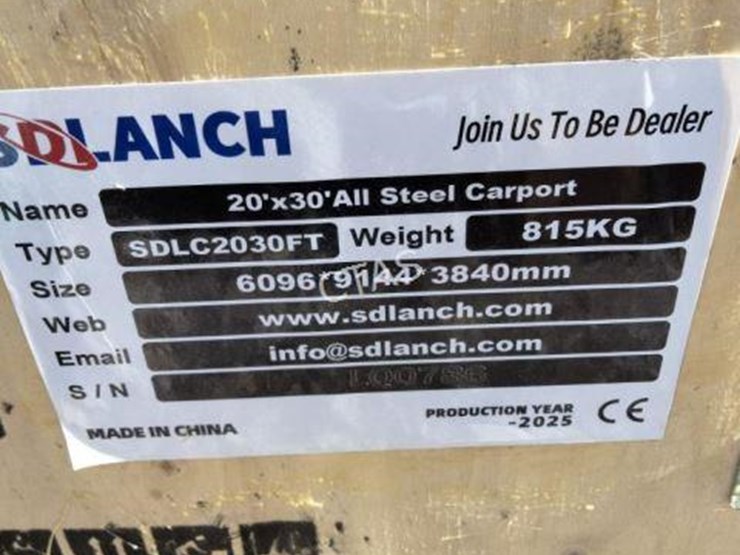 SDLANCH
Join Us To Be Dealer
Name 20'x30'All Steel Carport
Type SDLC2030FT Weight 815KG
Size 6096*9144*3840mm
CTAS
Web www.sdlanch.com
Email info@sdlanch.com
S / N
MADE IN CHINA
PRODUCTION YEAR
-2025
CE